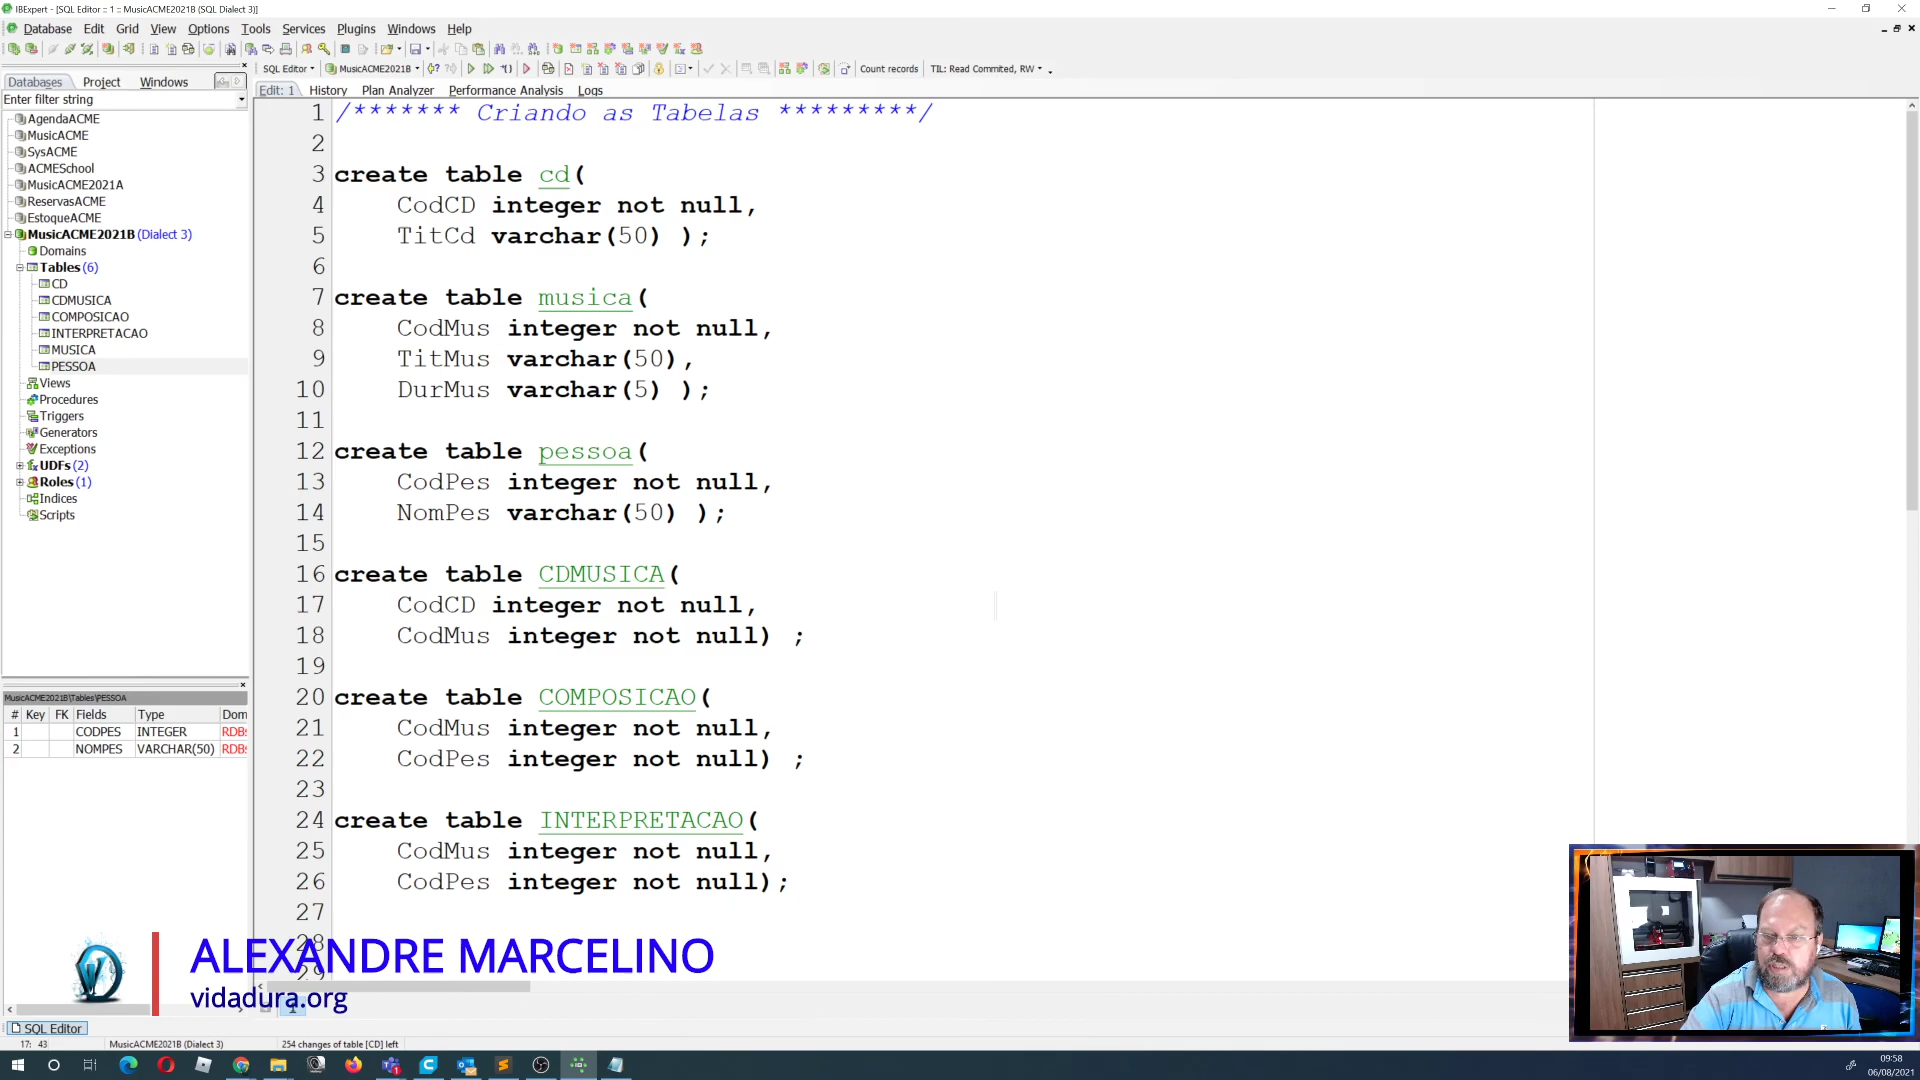 IBExpert - [SQL Editor :: 1 :: MusicACME2021B (SQL Dialect 3)]
Database Edit Grid View Options Tools Services Plugins Windows Help
SQL Editor MusicACME2021B Count records TIL: Read Commited, RW
Databases Project Windows
Edit: 1 History Plan Analyzer Performance Analysis Logs
Enter filter string
AgendaACME
MusicACME
SysACME
ACMESchool
MusicACME2021A
ReservasACME
EstoqueACME
MusicACME2021B (Dialect 3)
Domains
Tables (6)
CD
CDMUSICA
COMPOSICAO
INTERPRETACAO
MUSICA
PESSOA
Views
Procedures
Triggers
Generators
Exceptions
UDFs (2)
Roles (1)
Indices
Scripts
MusicACME2021B\Tables\PESSOA
# Key FK Fields Type Dom
1 CODPES INTEGER RDB$
2 NOMPES VARCHAR(50) RDB$
1 /******* Criando as Tabelas *********/
2
3 create table cd(
4 CodCD integer not null,
5 TitCd varchar(50) );
6
7 create table musica(
8 CodMus integer not null,
9 TitMus varchar(50),
10 DurMus varchar(5) );
11
12 create table pessoa(
13 CodPes integer not null,
14 NomPes varchar(50) );
15
16 create table CDMUSICA(
17 CodCD integer not null,
18 CodMus integer not null) ;
19
20 create table COMPOSICAO(
21 CodMus integer not null,
22 CodPes integer not null) ;
23
24 create table INTERPRETACAO(
25 CodMus integer not null,
26 CodPes integer not null);
27
28
29
ALEXANDRE MARCELINO
vidadura.org
1
SQL Editor
17: 43 MusicACME2021B (Dialect 3) 254 changes of table [CD] left
09:58
06/08/2021